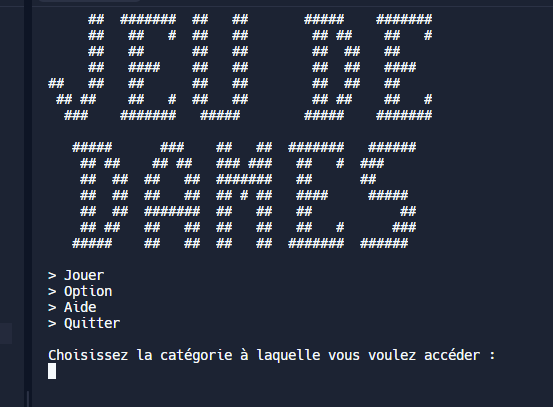 JEU DE
DAMES
> Jouer
> Option
> Aide
> Quitter
Choisissez la catégorie à laquelle vous voulez accéder :